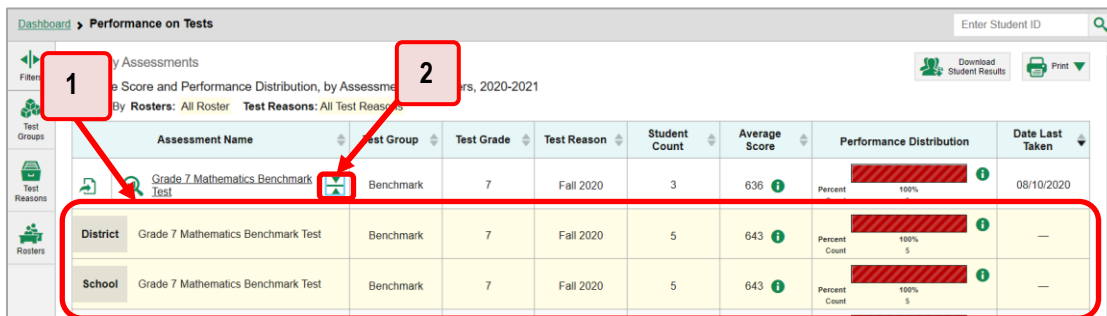 Dashboard > Performance on Tests
Enter Student ID
Filters
Test Groups
Test Reasons
Rosters
1
2
y Assessments
e Score and Performance Distribution, by Assessme
rs, 2020-2021
By Rosters: All Roster Test Reasons: All Test Reasons
Download Student Results
Print
Assessment Name Test Group Test Grade Test Reason Student Count Average Score Performance Distribution Date Last Taken
Grade 7 Mathematics Benchmark Test Benchmark 7 Fall 2020 3 636 Percent 100% 08/10/2020
District Grade 7 Mathematics Benchmark Test Benchmark 7 Fall 2020 5 643 Percent 100% Count 5 —
School Grade 7 Mathematics Benchmark Test Benchmark 7 Fall 2020 5 643 Percent 100% Count 5 —